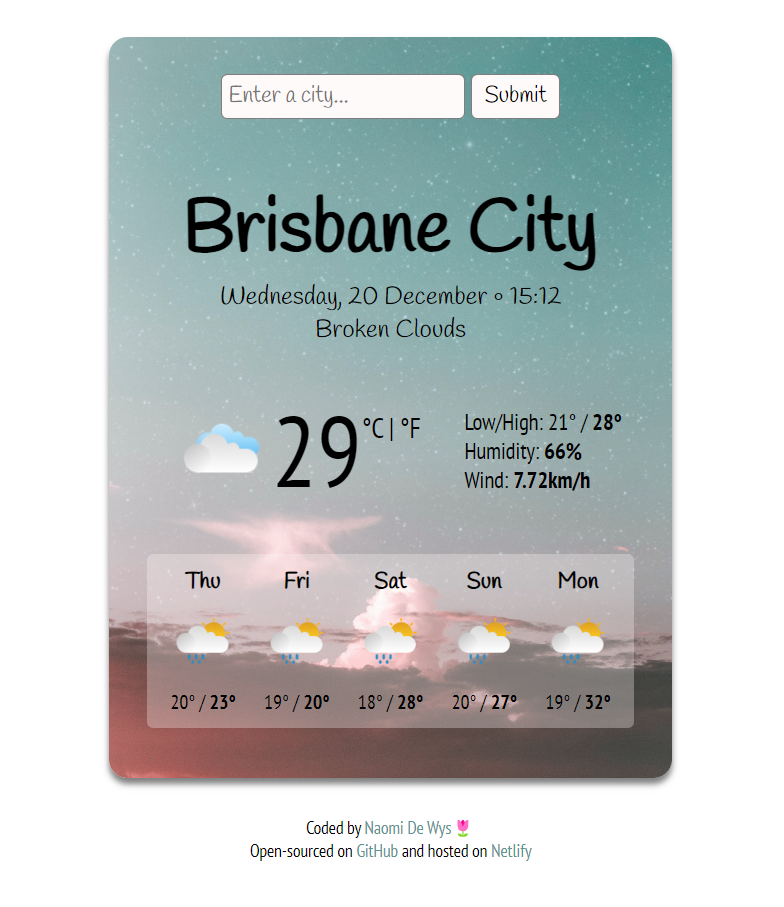 Enter a city... Submit
Brisbane City
Wednesday, 20 December ∘ 15:12
Broken Clouds
29 °C | °F
Low/High: 21° / 28°
Humidity: 66%
Wind: 7.72km/h
Thu Fri Sat Sun Mon
20° / 23° 19° / 20° 18° / 28° 20° / 27° 19° / 32°
Coded by Naomi De Wys 🌷
Open-sourced on GitHub and hosted on Netlify